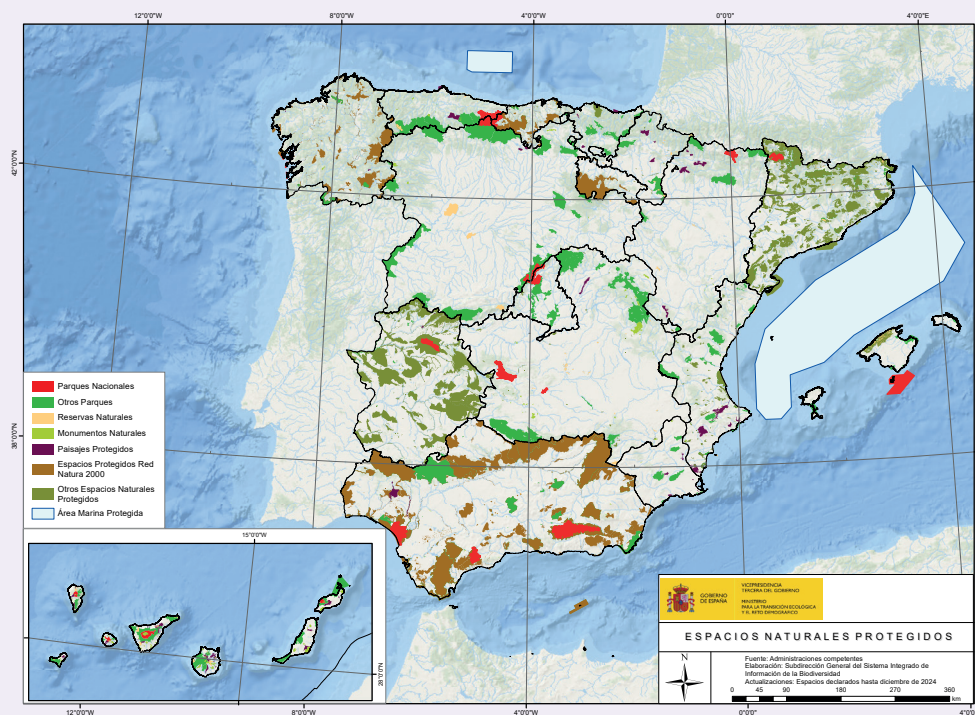 12°0'0"W
8°0'0"W
4°0'0"W
0°0'0"
4°0'0"E
42°0'0"N
38°0'0"N
Parques Nacionales
Otros Parques
Reservas Naturales
Monumentos Naturales
Paisajes Protegidos
Espacios Protegidos Red
Natura 2000
Otros Espacios Naturales
Protegidos
Área Marina Protegida
15°0'0"W
28°0'0"N
GOBIERNO
DE ESPAÑA
VICEPRESIDENCIA
TERCERA DEL GOBIERNO
MINISTERIO
PARA LA TRANSICIÓN ECOLÓGICA
Y EL RETO DEMOGRÁFICO
ESPACIOS NATURALES PROTEGIDOS
N
Fuente: Administraciones competentes
Elaboración: Subdirección General del Sistema Integrado de
Información de la Biodiversidad
Actualizaciones: Espacios declarados hasta diciembre de 2024
0 45 90 180 270 360
km
12°0'0"W
8°0'0"W
4°0'0"W
0°0'0"